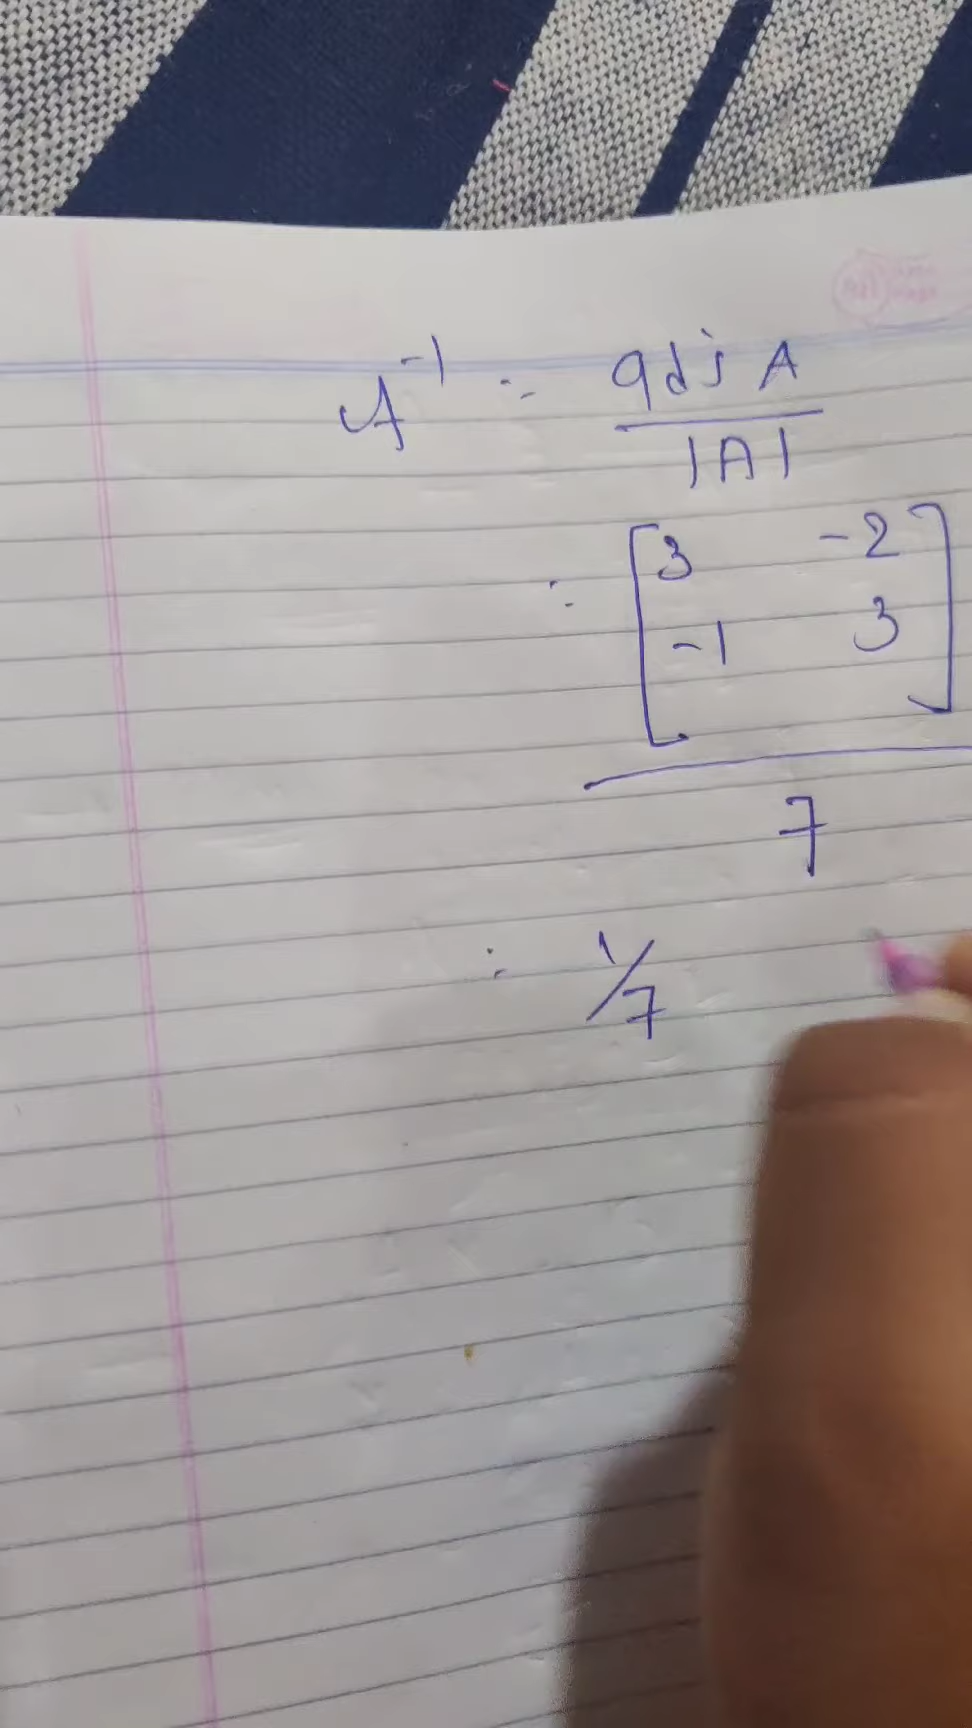 A⁻¹ = adj A
|A|
= [3 -2
-1 3]
7
= 1/7